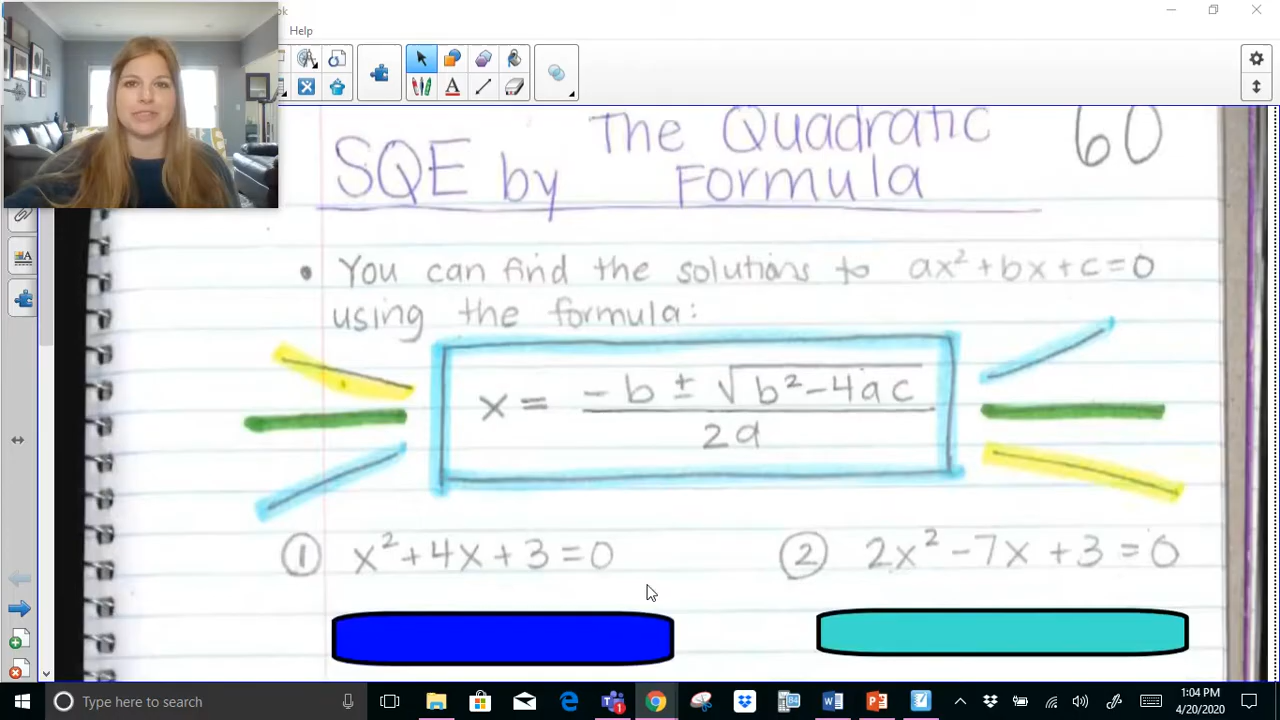 ok
Help
SQE by The Quadratic Formula
60
• You can find the solutions to ax²+bx+c=0
using the formula:
x = -b ± √b²-4ac / 2a
① x²+4x+3=0
② 2x²-7x+3=0
Type here to search
1:04 PM
4/20/2020